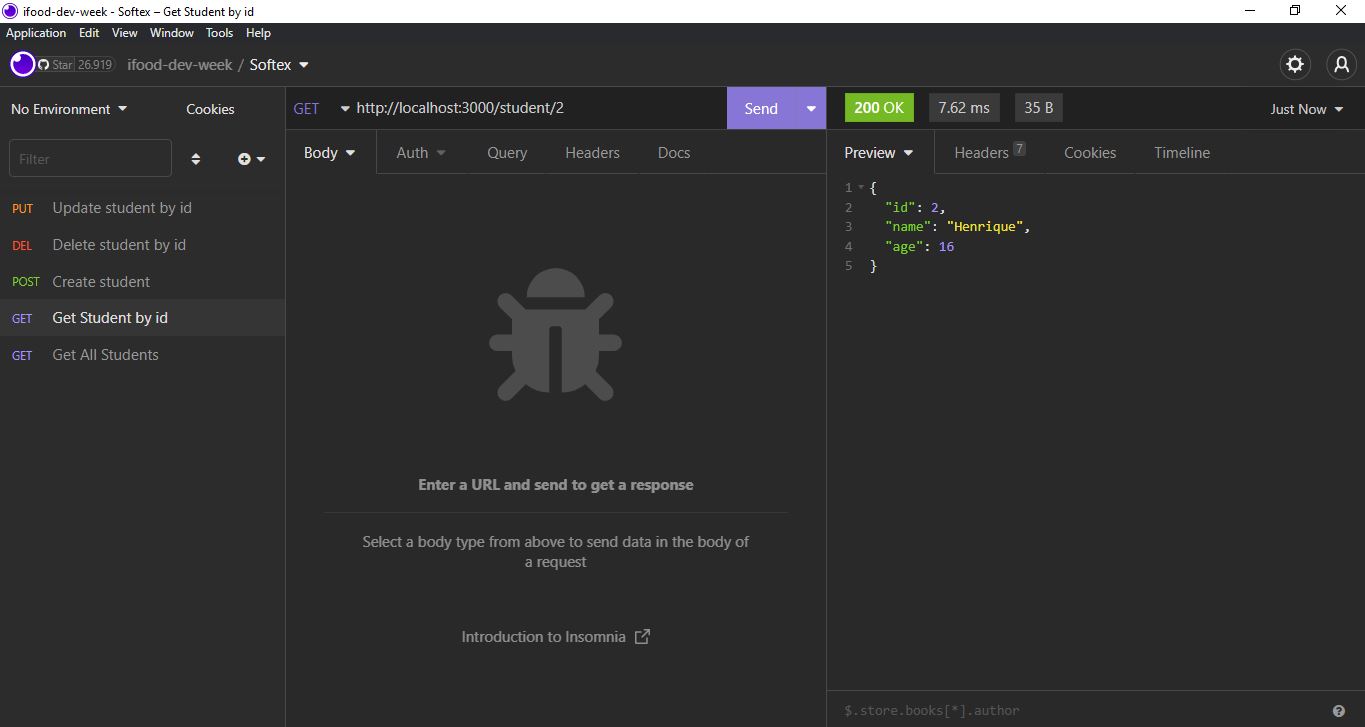 ifood-dev-week - Softex – Get Student by id
Application Edit View Window Tools Help
Star 26.919 ifood-dev-week / Softex
No Environment Cookies
Filter
PUT Update student by id
DEL Delete student by id
POST Create student
GET Get Student by id
GET Get All Students
GET http://localhost:3000/student/2 Send
Body Auth Query Headers Docs
Enter a URL and send to get a response
Select a body type from above to send data in the body of
a request
Introduction to Insomnia
200 OK 7.62 ms 35 B Just Now
Preview Headers 7 Cookies Timeline
1 {
2 "id": 2,
3 "name": "Henrique",
4 "age": 16
5 }
$.store.books[*].author ?